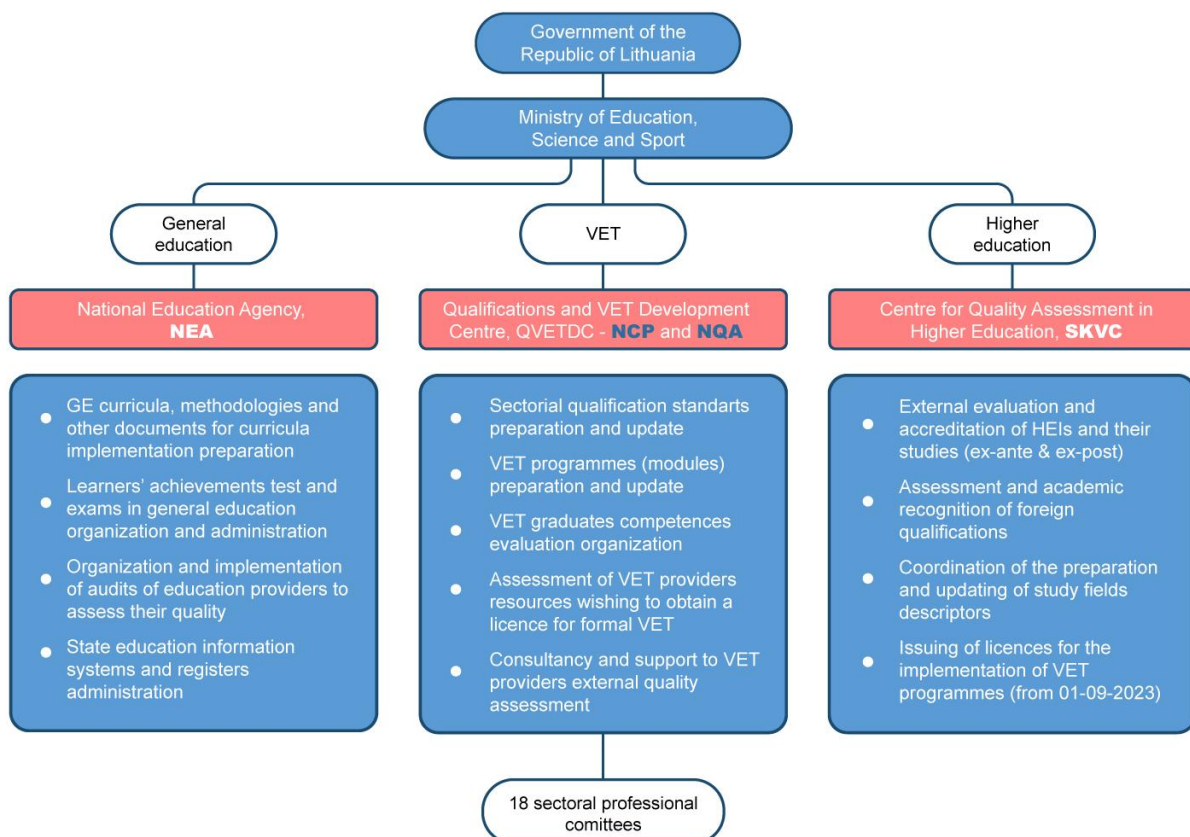 Government of the
Republic of Lithuania
Ministry of Education,
Science and Sport
General
education
VET
Higher
education
National Education Agency,
NEA
Qualifications and VET Development
Centre, QVETDC - NCP and NQA
Centre for Quality Assessment in
Higher Education, SKVC
GE curricula, methodologies and
other documents for curricula
implementation preparation
Learners’ achievements test and
exams in general education
organization and administration
Organization and implementation
of audits of education providers to
assess their quality
State education information
systems and registers
administration
Sectorial qualification standarts
preparation and update
VET programmes (modules)
preparation and update
VET graduates competences
evaluation organization
Assessment of VET providers
resources wishing to obtain a
licence for formal VET
Consultancy and support to VET
providers external quality
assessment
External evaluation and
accreditation of HEIs and their
studies (ex-ante & ex-post)
Assessment and academic
recognition of foreign
qualifications
Coordination of the preparation
and updating of study fields
descriptors
Issuing of licences for the
implementation of VET
programmes (from 01-09-2023)
18 sectoral professional
comittees